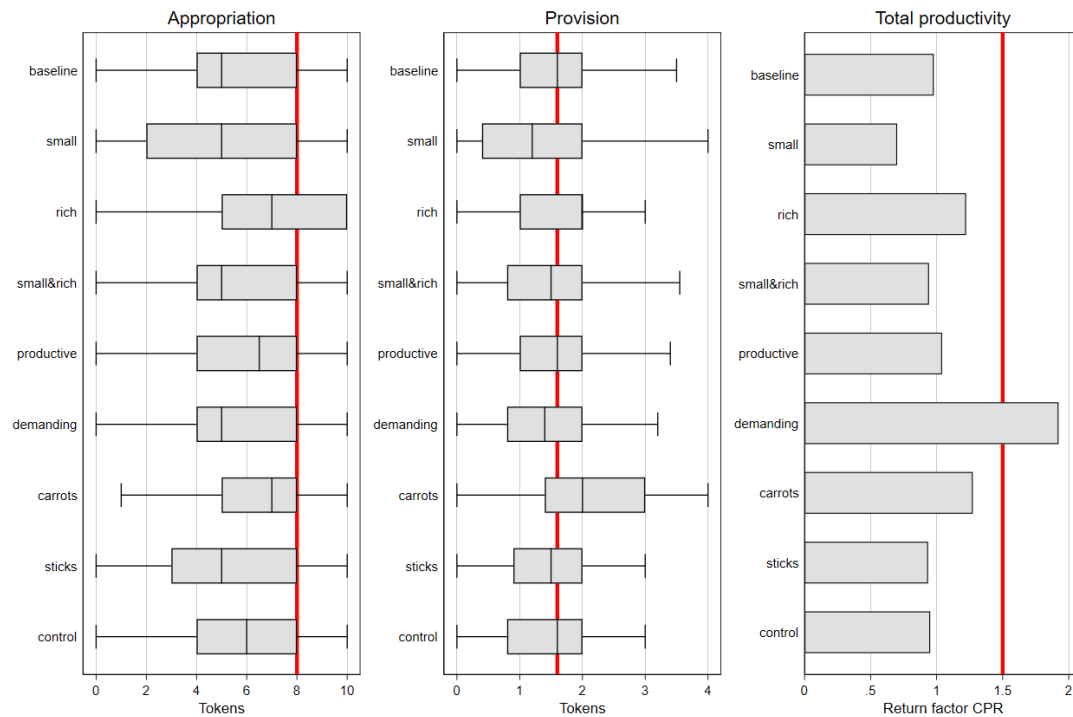 Appropriation
baseline
small
rich
small&rich
productive
demanding
carrots
sticks
control
0 2 4 6 8 10
Tokens
Provision
baseline
small
rich
small&rich
productive
demanding
carrots
sticks
control
0 1 2 3 4
Tokens
Total productivity
baseline
small
rich
small&rich
productive
demanding
carrots
sticks
control
0 .5 1 1.5 2
Return factor CPR